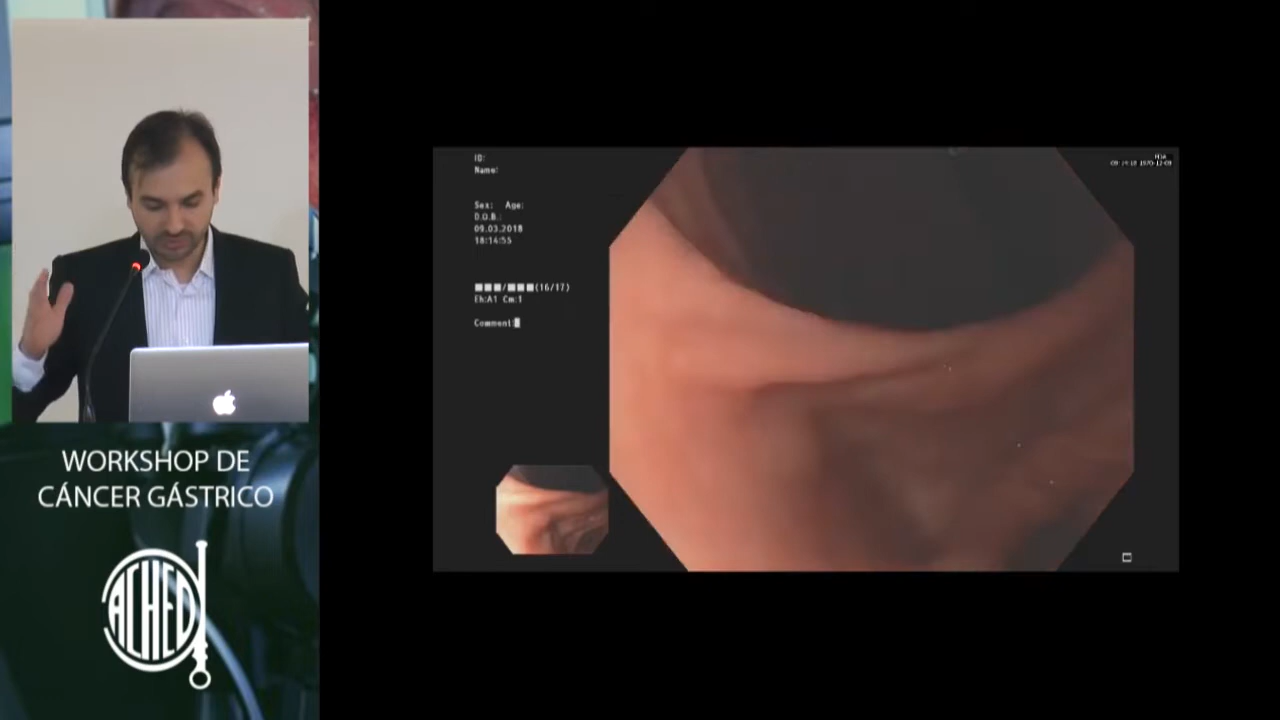 WORKSHOP DE
CÁNCER GÁSTRICO
ACHED
ID:
Name:
Sex: Age:
D.O.B.:
09.03.2018
18:14:55
■■■/■■■(16/17)
Eh:A1 Cm:1
Comment: